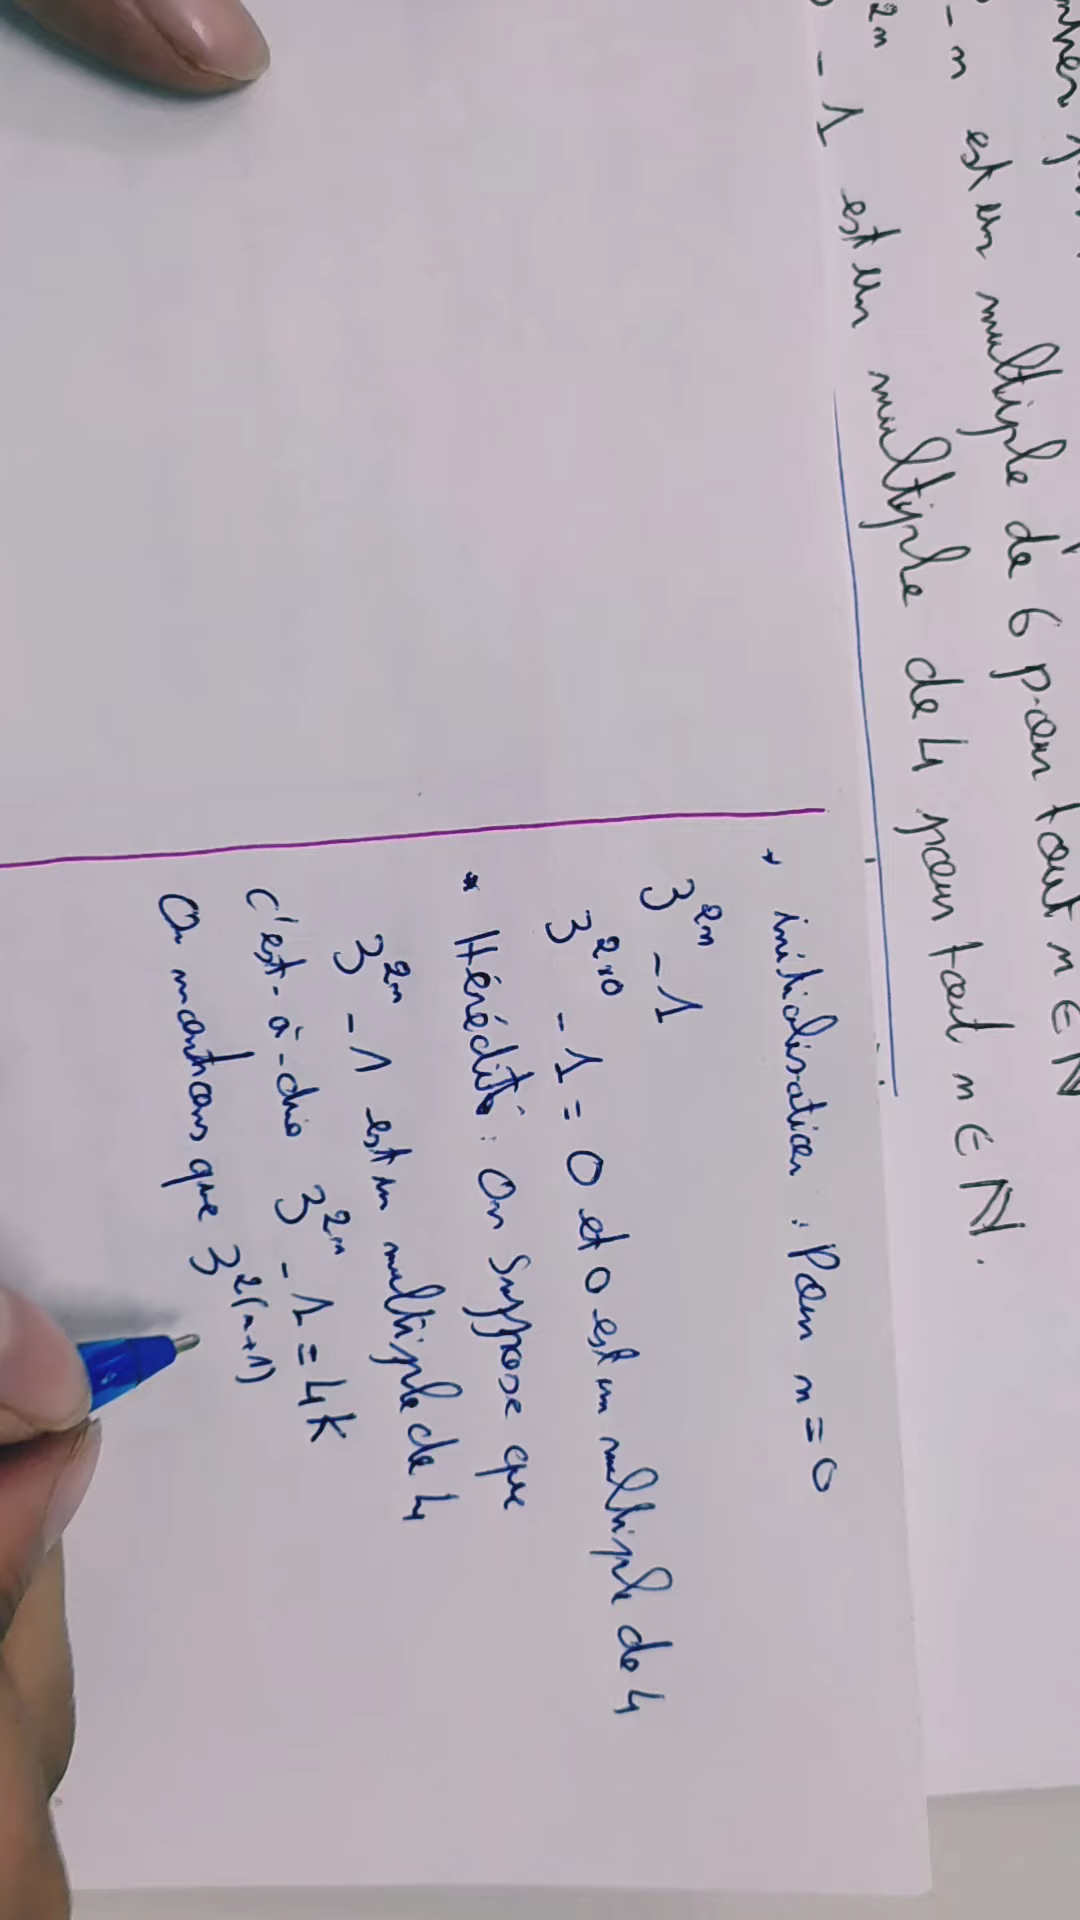 - n est un multiple de 6 pour tout n ∈ N
2n - 1 est un multiple de 4 pour tout n ∈ N.
* initialisation : Pour n = 0
3^2n - 1
3^2×0 - 1 = 0 et 0 est un multiple de 4
* Hérédité : On suppose que
3^2n - 1 est un multiple de 4
c'est-à-dire 3^2n - 1 = 4k
On montrons que 3^2(n+1)